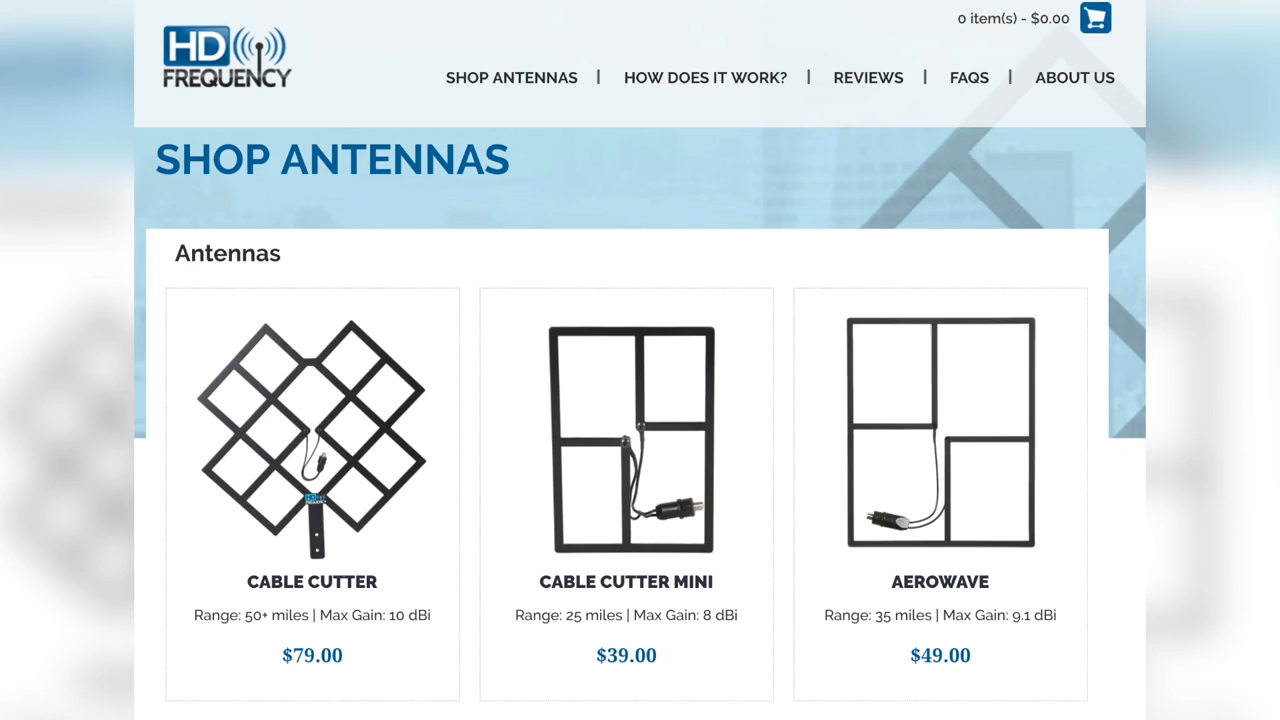 HD
FREQUENCY
0 item(s) - $0.00
SHOP ANTENNAS | HOW DOES IT WORK? | REVIEWS | FAQS | ABOUT US
SHOP ANTENNAS
Antennas
HD
FREQUENCY
CABLE CUTTER
Range: 50+ miles | Max Gain: 10 dBi
$79.00
CABLE CUTTER MINI
Range: 25 miles | Max Gain: 8 dBi
$39.00
AEROWAVE
Range: 35 miles | Max Gain: 9.1 dBi
$49.00